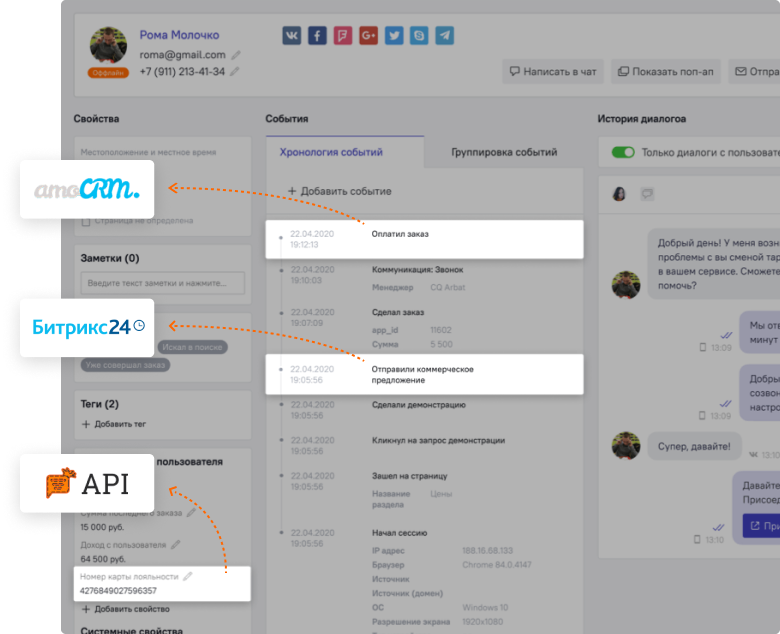 Рома Молочко
roma@gmail.com
Оффлайн
+7 (911) 213-41-34
Написать в чат
Показать поп-ап
Отпра
Свойства
Местоположение и местное время
amoCRM.
Страница не определена
Заметки (0)
Введите текст заметки и нажмите...
Битрикс24
Искал в поиске
Уже совершал заказ
Теги (2)
+ Добавить тег
пользователя
API
Сумма последнего заказа
15 000 руб.
Доход с пользователя
64 500 руб.
Номер карты лояльности
4276849027596357
+ Добавить свойство
Системные свойства
События
Хронология событий
Группировка событий
+ Добавить событие
22.04.2020
19:12:13
Оплатил заказ
22.04.2020
19:10:03
Коммуникация: Звонок
Менеджер CQ Arbat
22.04.2020
19:07:09
Сделал заказ
app_id 11602
Сумма 5 500
22.04.2020
19:05:56
Отправили коммерческое
предложение
22.04.2020
19:05:56
Сделали демонстрацию
22.04.2020
19:05:56
Кликнул на запрос демонстрации
22.04.2020
19:05:56
Зашел на страницу
Название Цены
раздела
22.04.2020
19:05:56
Начал сессию
IP адрес 188.16.68.133
Браузер Chrome 84.0.4147
Источник
Источник (домен)
ОС Windows 10
Разрешение экрана 1920x1080
История диалогоа
Только диалоги с пользовате
Добрый день! У меня возн
проблемы с вы сменой тар
в вашем сервисе. Сможете
помочь?
Мы отв
минут
13:09
Добры
созвон
настро
13:09
Супер, давайте!
13:10
Давайте
Присоед
При
13:10